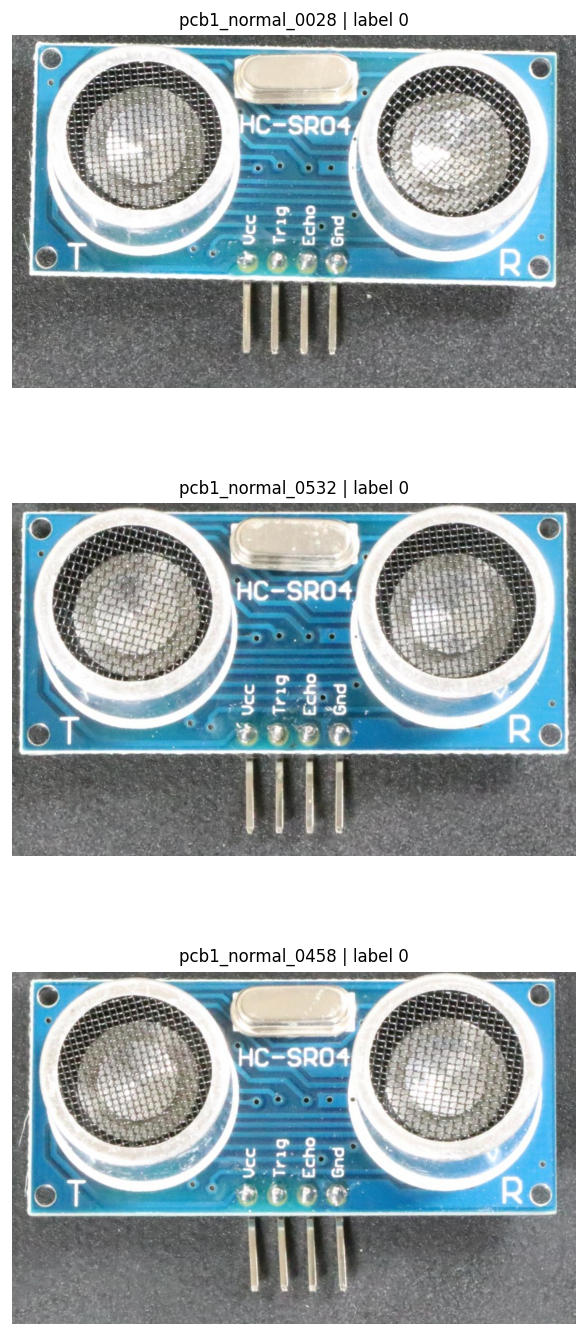 pcb1_normal_0028 | label 0
HC-SR04
Vcc
Trig
Echo
Gnd
T
R
pcb1_normal_0532 | label 0
HC-SR04
Vcc
Trig
Echo
Gnd
T
R
pcb1_normal_0458 | label 0
HC-SR04
Vcc
Trig
Echo
Gnd
T
R